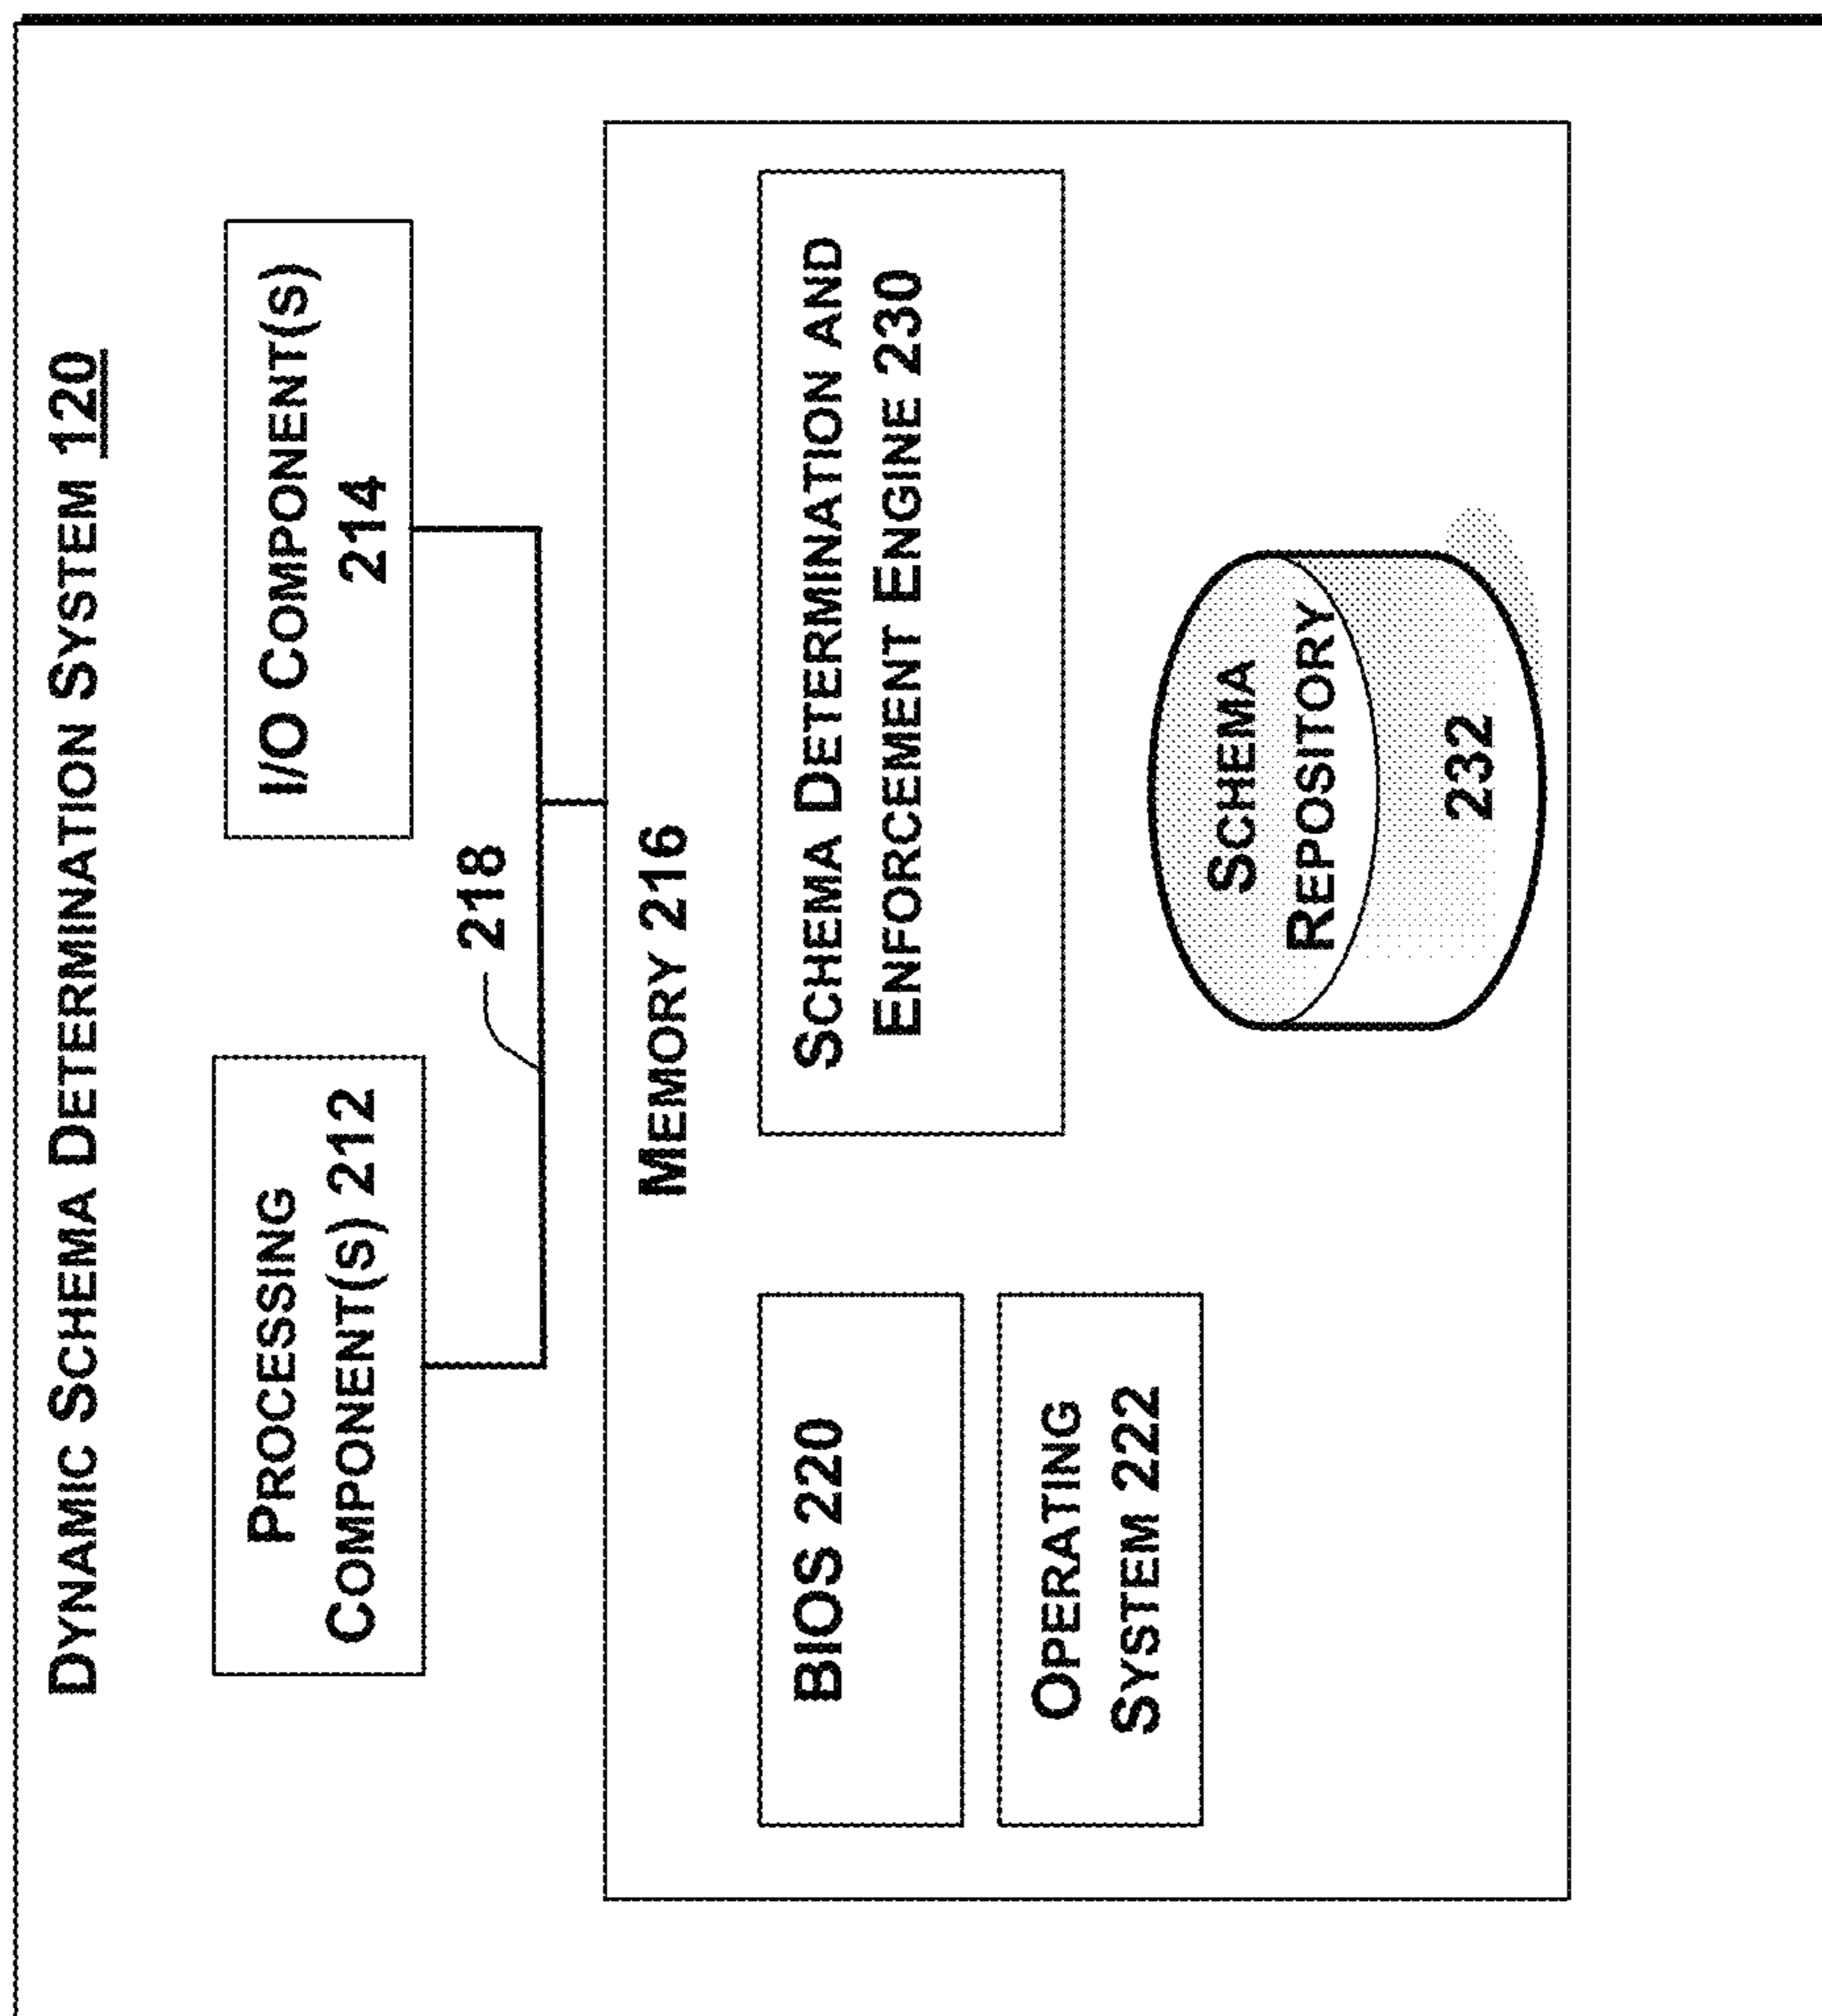 DYNAMIC SCHEMA DETERMINATION SYSTEM 120
PROCESSING
COMPONENT(S) 212
I/O COMPONENT(S)
214
218
MEMORY 216
BIOS 220
OPERATING
SYSTEM 222
SCHEMA DETERMINATION AND
ENFORCEMENT ENGINE 230
SCHEMA
REPOSITORY
232